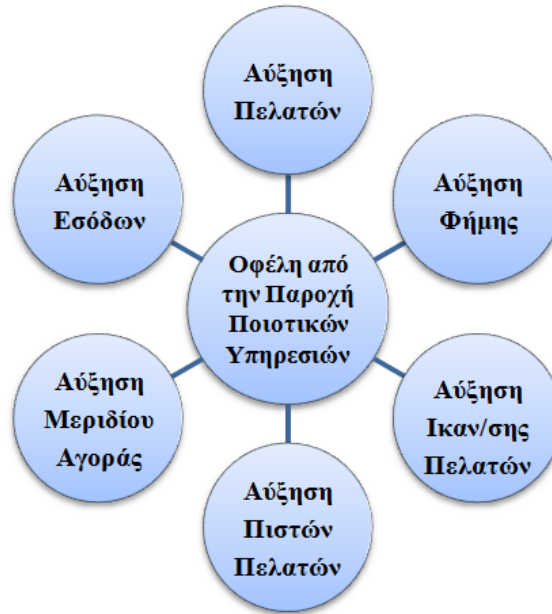 Αύξηση
Πελατών
Αύξηση
Φήμης
Αύξηση
Ικαν/σης
Πελατών
Αύξηση
Πιστών
Πελατών
Αύξηση
Μεριδίου
Αγοράς
Αύξηση
Εσόδων
Οφέλη από
την Παροχή
Ποιοτικών
Υπηρεσιών